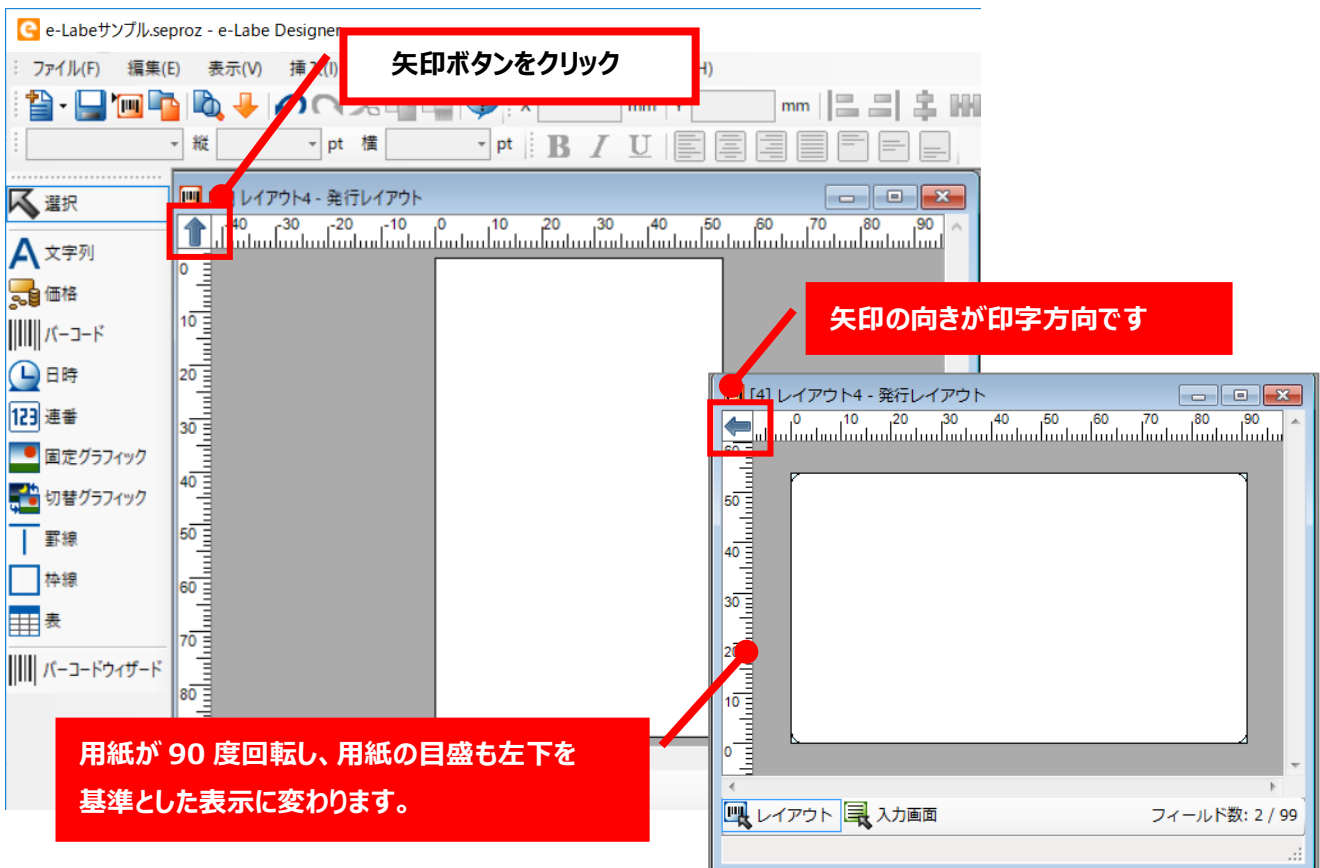 e-Labeサンプル.seproz - e-Labe Designer
矢印ボタンをクリック
ファイル(F) 編集(E) 表示(V) 挿入(I) H)
X mm Y mm
縦 pt 横 pt B I U
選択
文字列
価格
バーコード
日時
123 連番
固定グラフィック
切替グラフィック
罫線
枠線
表
バーコードウィザード
レイアウト4 - 発行レイアウト
-40 -30 -20 -10 0 10 20 30 40 50 60 70 80 90
0
10
20
30
40
50
60
70
80
矢印の向きが印字方向です
[4] レイアウト4 - 発行レイアウト
0 10 20 30 40 50 60 70 80 90
60
50
40
30
20
10
0
レイアウト 入力画面 フィールド数: 2 / 99
用紙が 90 度回転し、用紙の目盛も左下を
基準とした表示に変わります。